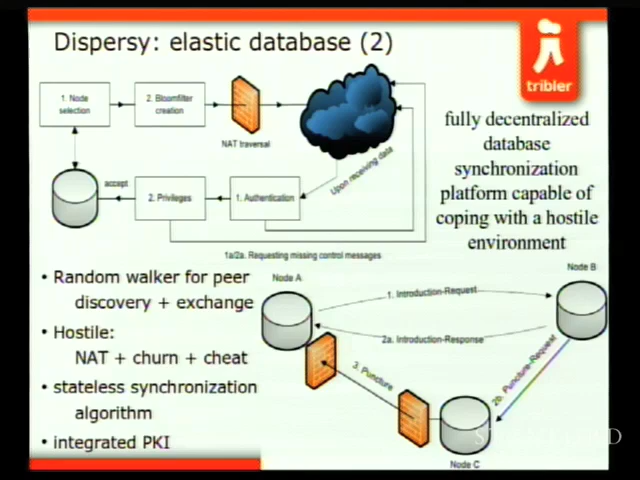 Dispersy: elastic database (2)
tribler
1. Node
selection
2. Bloomfilter
creation
NAT traversal
Upon receiving data
accept
2. Privileges
1. Authentication
1a/2a. Requesting missing control messages
fully decentralized
database
synchronization
platform capable of
coping with a hostile
environment
• Random walker for peer
discovery + exchange
• Hostile:
NAT + churn + cheat
• stateless synchronization
algorithm
• integrated PKI
Node A
Node B
1. Introduction-Request
2a. Introduction-Response
2b. Puncture-Request
3. Puncture
Node C